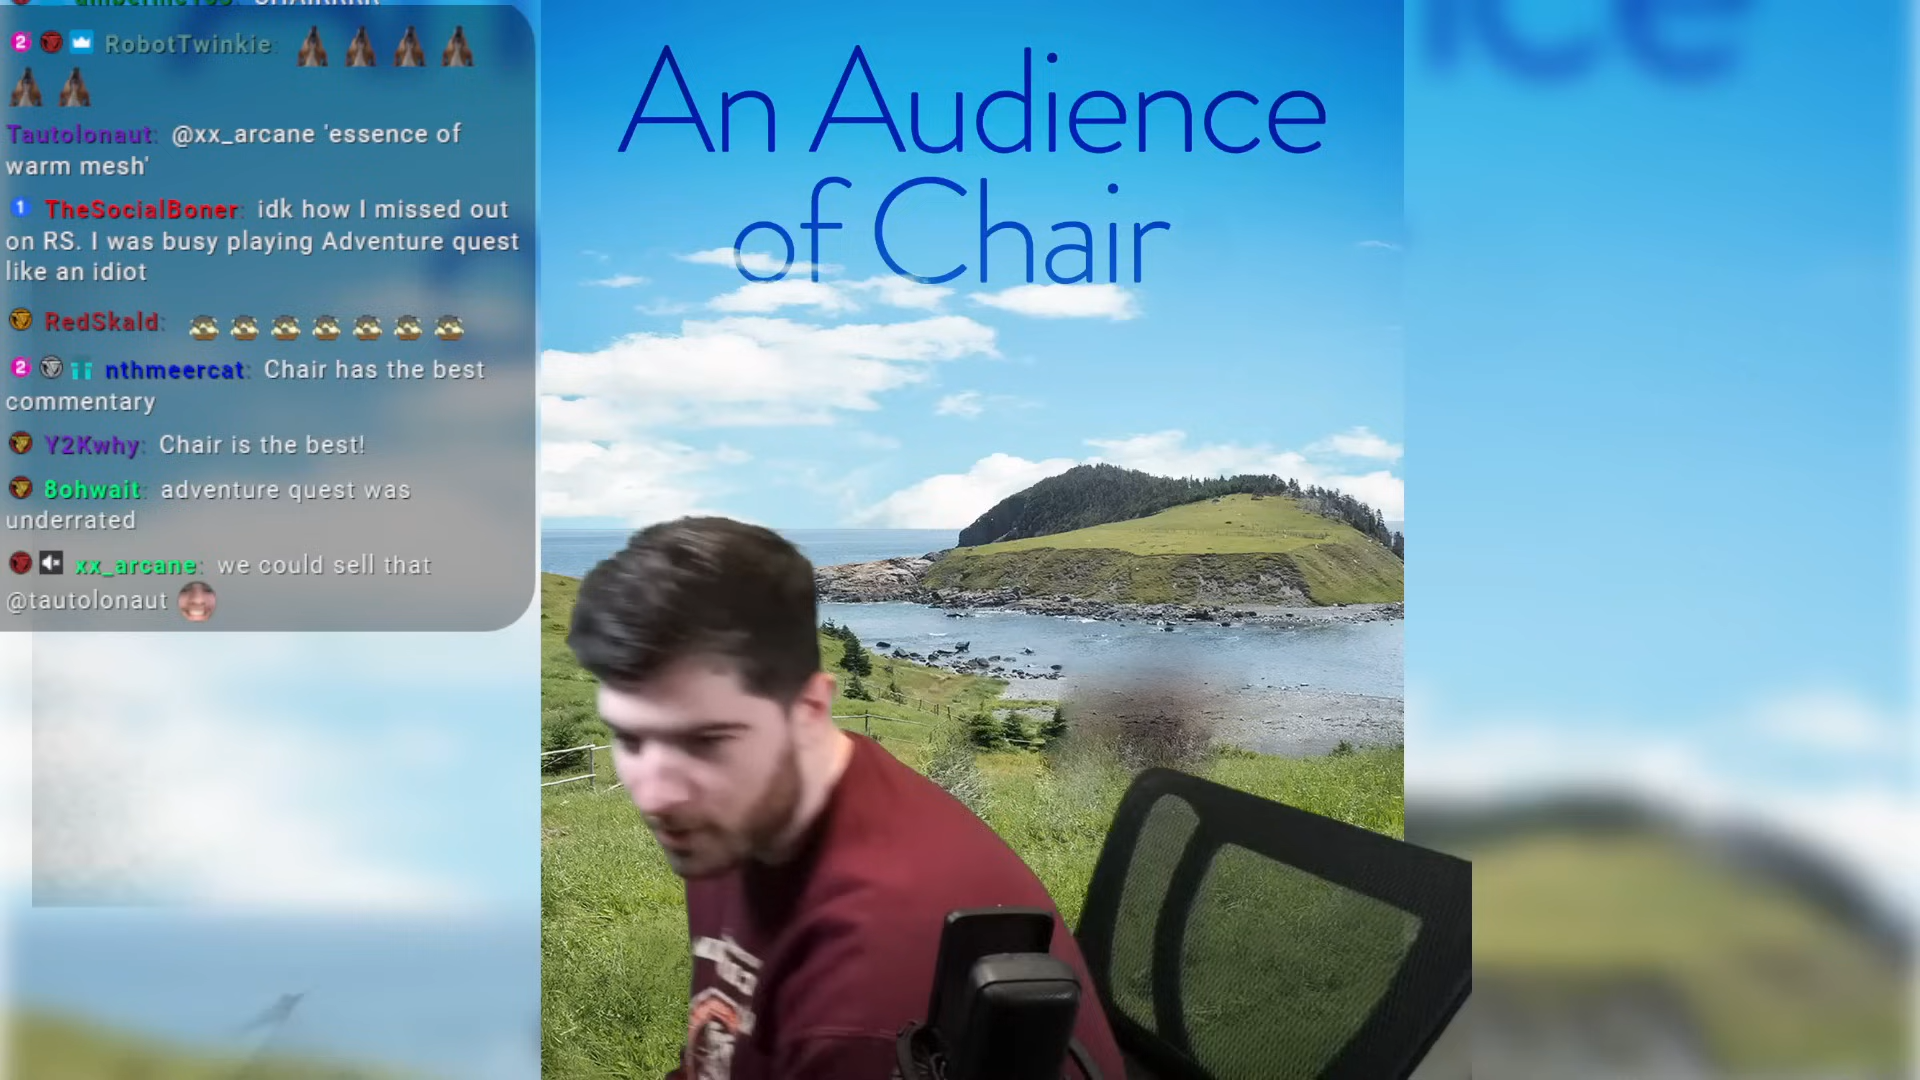 RobotTwinkie:
Tautolonaut: @xx_arcane 'essence of
warm mesh'
TheSocialBoner: idk how I missed out
on RS. I was busy playing Adventure quest
like an idiot
RedSkald:
nthmeercat: Chair has the best
commentary
Y2Kwhy: Chair is the best!
8ohwait: adventure quest was
underrated
xx_arcane: we could sell that
@tautolonaut
An Audience
of Chair